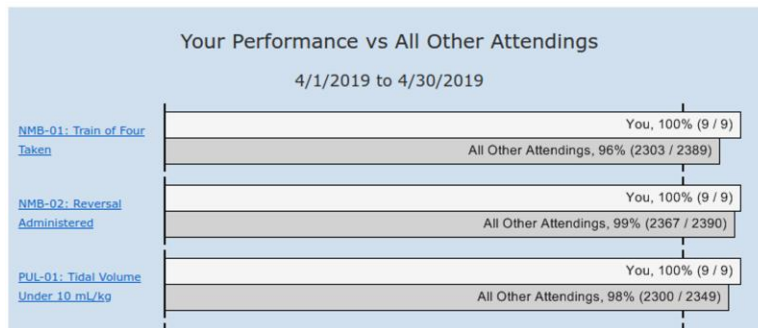 Your Performance vs All Other Attendings
4/1/2019 to 4/30/2019
NMB-01: Train of Four
Taken
You, 100% (9 / 9)
All Other Attendings, 96% (2303 / 2389)
NMB-02: Reversal
Administered
You, 100% (9 / 9)
All Other Attendings, 99% (2367 / 2390)
PUL-01: Tidal Volume
Under 10 mL/kg
You, 100% (9 / 9)
All Other Attendings, 98% (2300 / 2349)